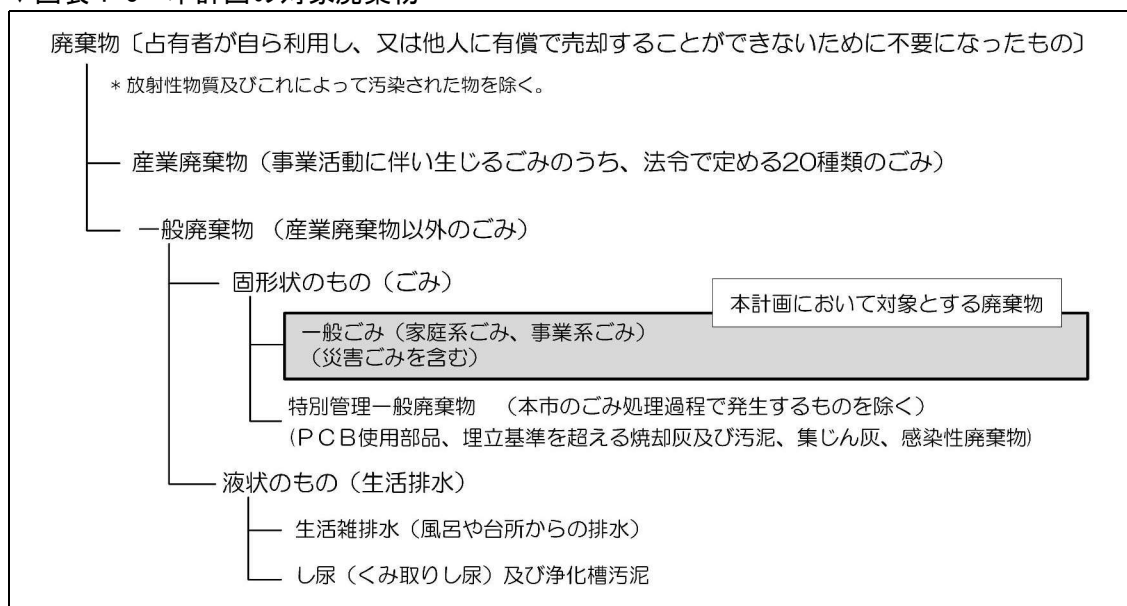 廃棄物〔占有者が自ら利用し、又は他人に有償で売却することができないために不要になったもの〕
＊放射性物質及びこれによって汚染された物を除く。
産業廃棄物（事業活動に伴い生じるごみのうち、法令で定める20種類のごみ）
一般廃棄物　（産業廃棄物以外のごみ）
固形状のもの（ごみ）
本計画において対象とする廃棄物
一般ごみ（家庭系ごみ、事業系ごみ）
（災害ごみを含む）
特別管理一般廃棄物　（本市のごみ処理過程で発生するものを除く）
(ＰＣＢ使用部品、埋立基準を超える焼却灰及び汚泥、集じん灰、感染性廃棄物)
液状のもの（生活排水）
生活雑排水（風呂や台所からの排水）
し尿（くみ取りし尿）及び浄化槽汚泥